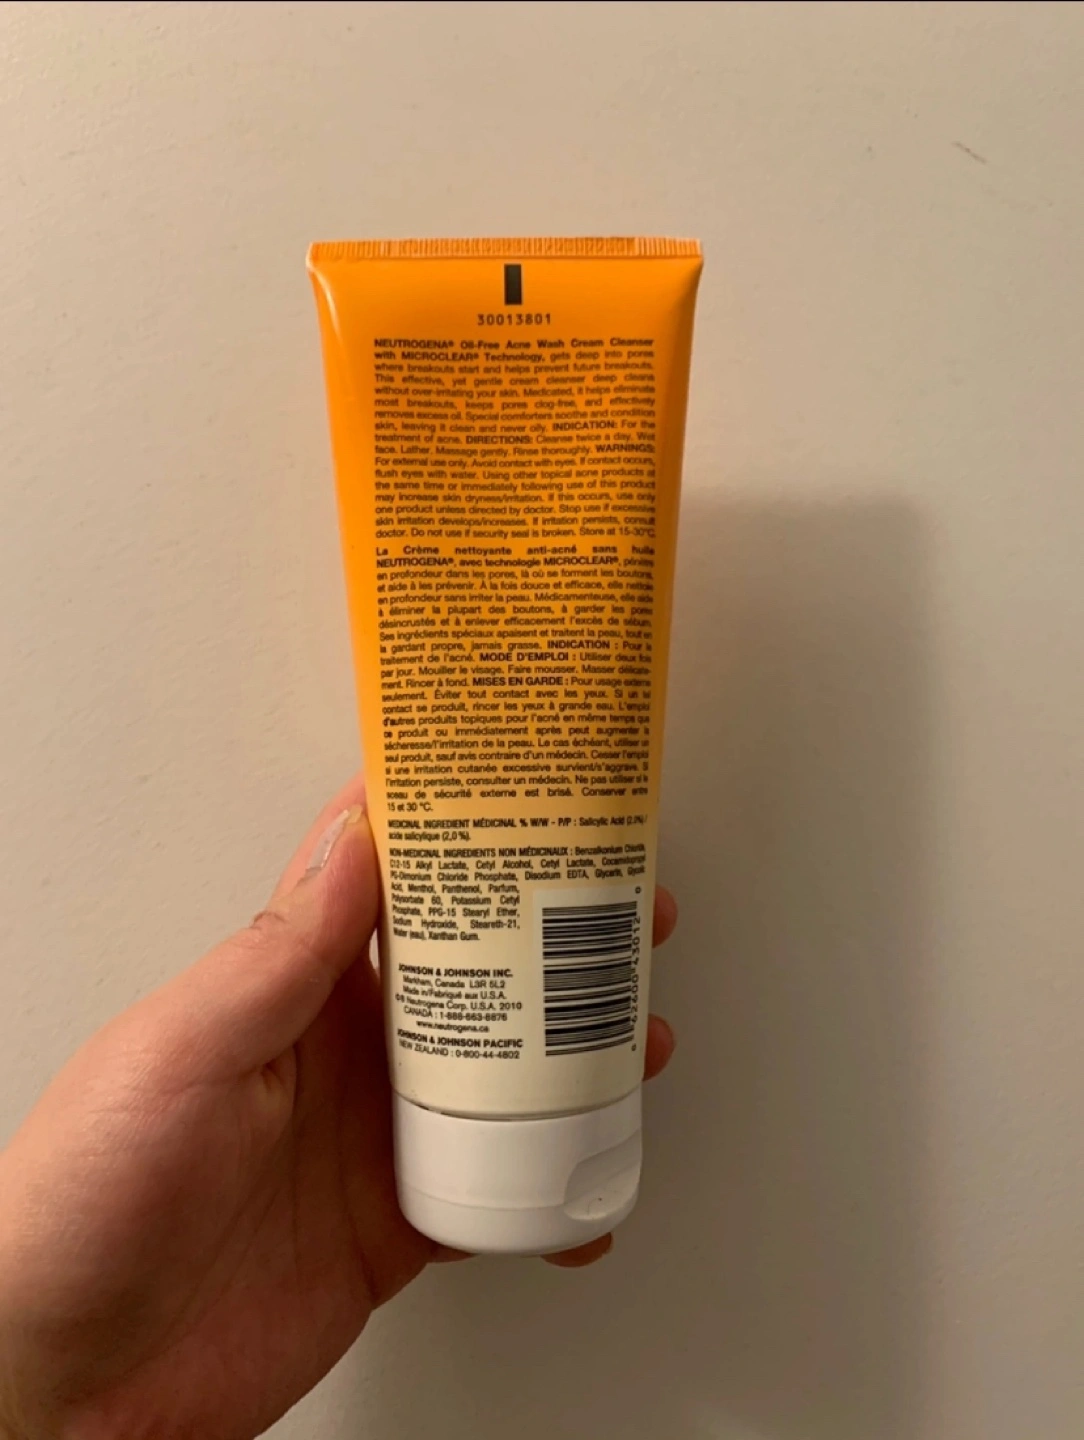 30013801
NEUTROGENA® Oil-Free Acne Wash Cream Cleanser
with MICROCLEAR® Technology, gets deep into pores
where breakouts start and helps prevent future breakouts.
This effective, yet gentle cream cleanser deep cleans
without over-irritating your skin. Medicated, it helps eliminate
most breakouts, keeps pores clog-free, and effectively
removes excess oil. Special comforters soothe and condition
skin, leaving it clean and never oily. INDICATION: For the
treatment of acne. DIRECTIONS: Cleanse twice a day. Wet
face. Lather. Massage gently. Rinse thoroughly. WARNINGS:
For external use only. Avoid contact with eyes. If contact occurs,
flush eyes with water. Using other topical acne products at
the same time or immediately following use of this product
may increase skin dryness/irritation. If this occurs, use only
one product unless directed by doctor. Stop use if excessive
skin irritation develops/increases. If irritation persists, consult
doctor. Do not use if security seal is broken. Store at 15-30°C
La Crème nettoyante anti-acné sans huile
NEUTROGENA®, avec technologie MICROCLEAR®, pénètre
en profondeur dans les pores, là où se forment les boutons,
et aide à les prévenir. À la fois douce et efficace, elle nettoie
en profondeur sans irriter la peau. Médicamenteuse, elle aide
à éliminer la plupart des boutons, à garder les pores
désincrustés et à enlever efficacement l'excès de sébum.
Ses ingrédients spéciaux apaisent et traitent la peau, tout en
la gardant propre, jamais grasse. INDICATION : Pour le
traitement de l'acné. MODE D'EMPLOI : Utiliser deux fois
par jour. Mouiller le visage. Faire mousser. Masser délicate-
ment. Rincer à fond. MISES EN GARDE : Pour usage externe
seulement. Éviter tout contact avec les yeux. Si un tel
contact se produit, rincer les yeux à grande eau. L'emploi
d'autres produits topiques pour l'acné en même temps que
ce produit ou immédiatement après peut augmenter la
sécheresse/l'irritation de la peau. Le cas échéant, utiliser un
seul produit, sauf avis contraire d'un médecin. Cesser l'emploi
si une irritation cutanée excessive survient/s'aggrave. Si
l'irritation persiste, consulter un médecin. Ne pas utiliser si le
sceau de sécurité externe est brisé. Conserver entre
15 et 30 °C.
MEDICINAL INGREDIENT MÉDICINAL % W/W - P/P : Salicylic Acid (2.0%) /
acide salicylique (2,0 %).
NON-MEDICINAL INGREDIENTS NON MÉDICINAUX : Benzalkonium Chloride,
C12-15 Alkyl Lactate, Cetyl Alcohol, Cetyl Lactate, Cocamidopropyl
PG-Dimonium Chloride Phosphate, Disodium EDTA, Glycerin, Glycolic
Acid, Menthol, Panthenol, Parfum,
Polysorbate 60, Potassium Cetyl
Phosphate, PPG-15 Stearyl Ether,
Sodium Hydroxide, Steareth-21,
Water (eau), Xanthan Gum.
JOHNSON & JOHNSON INC.
Markham, Canada L3R 5L2
Made in/Fabriqué aux U.S.A.
©® Neutrogena Corp. U.S.A. 2010
CANADA : 1-888-663-8876
www.neutrogena.ca
JOHNSON & JOHNSON PACIFIC
NEW ZEALAND : 0-800-44-4802
6 62600 43012 0